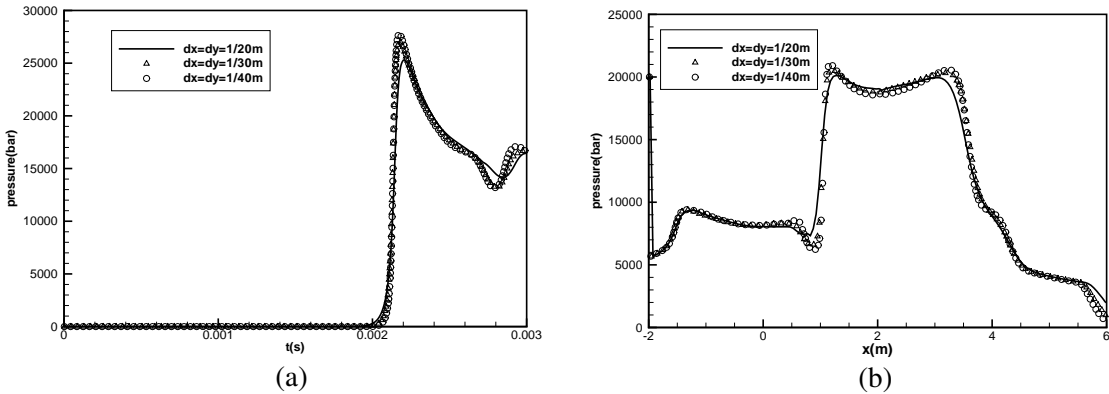 30000
25000
20000
15000
10000
5000
0
pressure(bar)
dx=dy=1/20m
dx=dy=1/30m
dx=dy=1/40m
0 0.001 0.002 0.003
t(s)
(a)
25000
20000
15000
10000
5000
0
pressure(bar)
dx=dy=1/20m
dx=dy=1/30m
dx=dy=1/40m
-2 0 2 4 6
x(m)
(b)